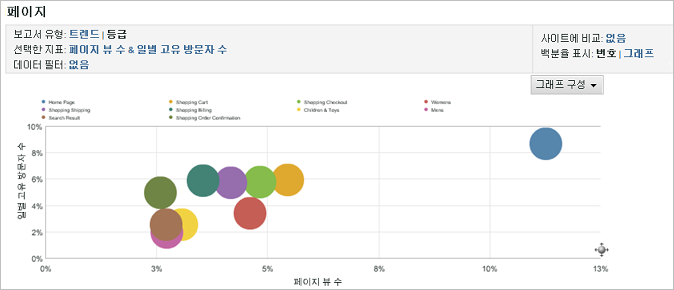 페이지
보고서 유형: 트렌드 | 등급
선택한 지표: 페이지 뷰 수 & 일별 고유 방문자 수
데이터 필터: 없음
사이트에 비교: 없음
백분율 표시: 번호 | 그래프
그래프 구성
Home Page
Shopping Cart
Shopping Checkout
Womens
Shopping Shopping
Shopping Billing
Children & Toys
Mens
Search Result
Shopping Order Confirmation
일별 고유 방문자 수
10%
8%
6%
4%
2%
0%
0%
3%
5%
8%
10%
13%
페이지 뷰 수